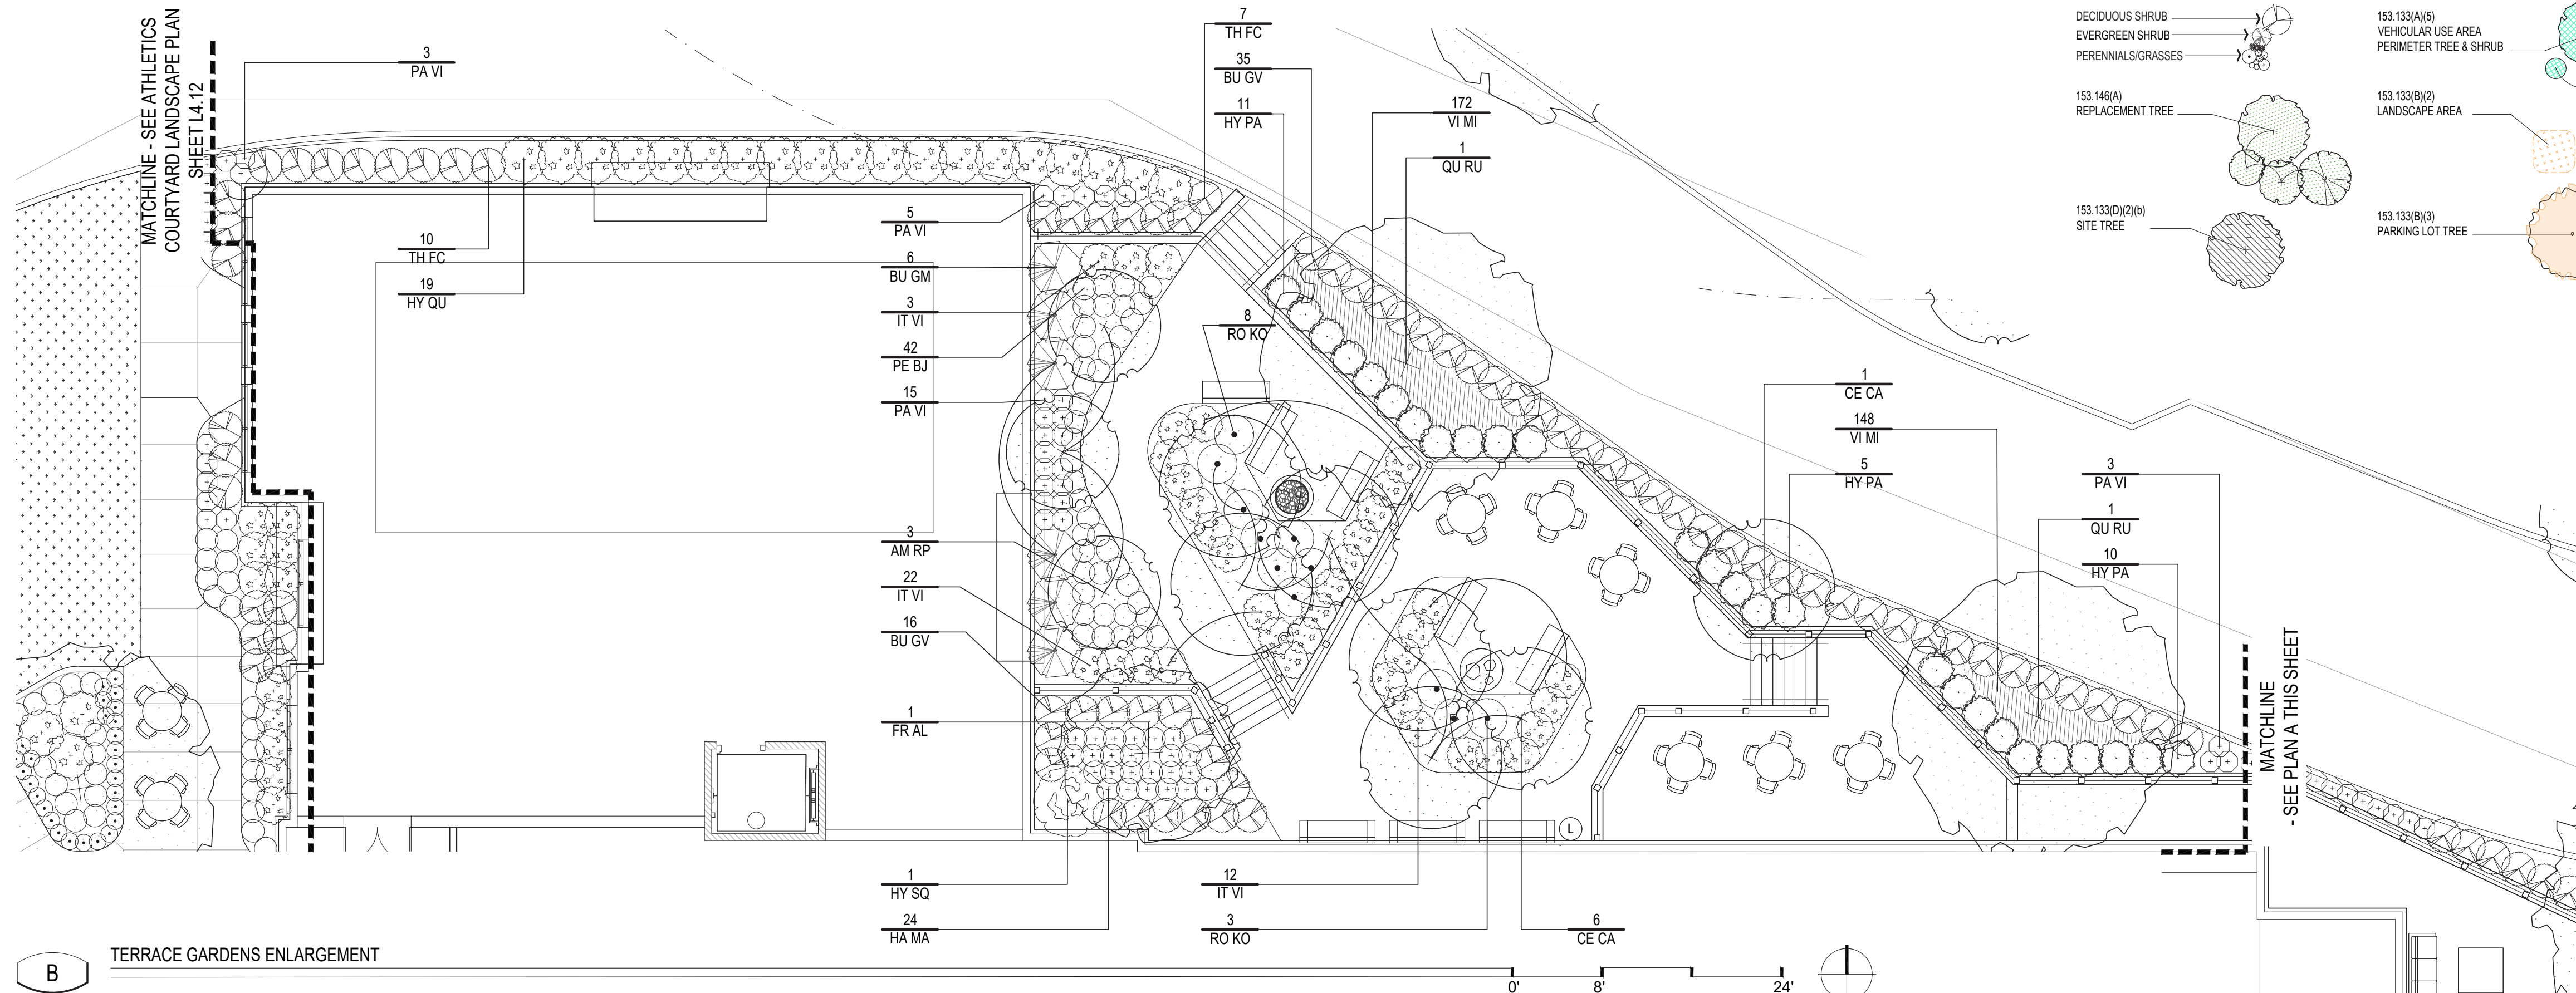 MATCHLINE - SEE ATHLETICS
COURTYARD LANDSCAPE PLAN
SHEET L4.12
3
PA VI
10
TH FC
19
HY QU
7
TH FC
35
BU GV
11
HY PA
172
VI MI
1
QU RU
5
PA VI
6
BU GM
3
IT VI
42
PE BJ
15
PA VI
8
RO KO
3
AM RP
22
IT VI
16
BU GV
1
FR AL
1
HY SQ
24
HA MA
12
IT VI
3
RO KO
6
CE CA
L
1
CE CA
148
VI MI
5
HY PA
3
PA VI
1
QU RU
10
HY PA
MATCHLINE
- SEE PLAN A THIS SHEET
DECIDUOUS SHRUB
EVERGREEN SHRUB
PERENNIALS/GRASSES
153.146(A)
REPLACEMENT TREE
153.133(D)(2)(b)
SITE TREE
153.133(A)(5)
VEHICULAR USE AREA
PERIMETER TREE & SHRUB
153.133(B)(2)
LANDSCAPE AREA
153.133(B)(3)
PARKING LOT TREE
B
TERRACE GARDENS ENLARGEMENT
0'
8'
24'